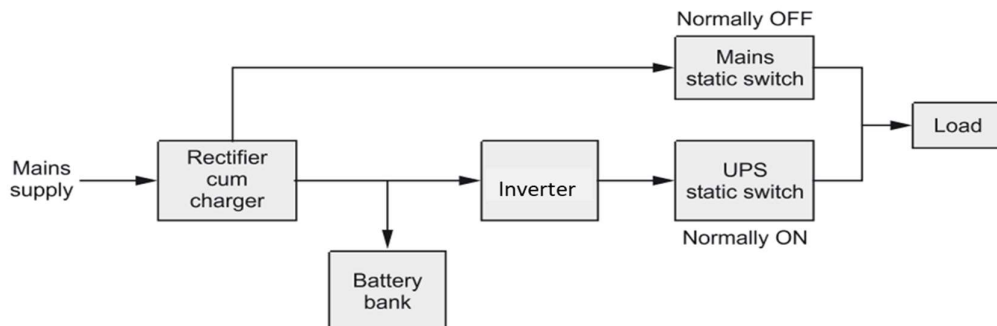 Normally OFF
Mains
static switch
Load
Mains
supply
Rectifier
cum
charger
Inverter
UPS
static switch
Normally ON
Battery
bank